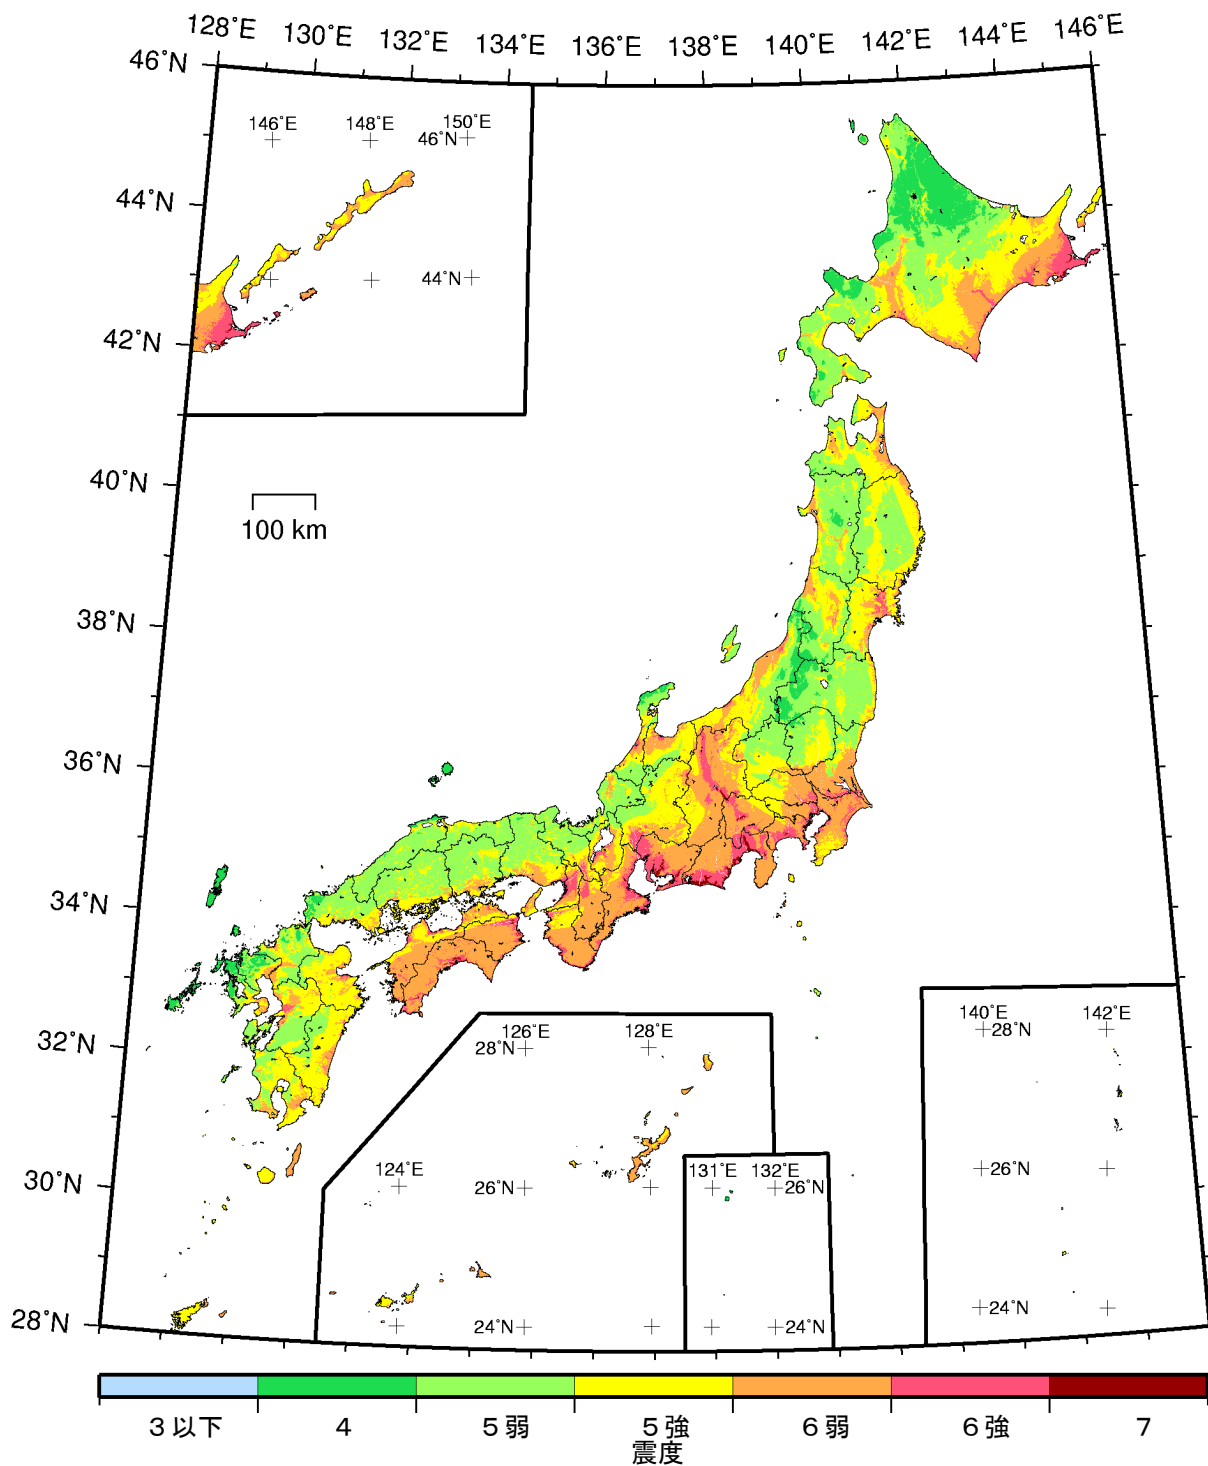 128°E 130°E 132°E 134°E 136°E 138°E 140°E 142°E 144°E 146°E
46°N
146°E 148°E 150°E
46°N
44°N
44°N
42°N
40°N
100 km
38°N
36°N
34°N
32°N
126°E 128°E
28°N
140°E 142°E
28°N
30°N
124°E
26°N
131°E 132°E
26°N
26°N
28°N
24°N
24°N
24°N
3以下 4 5弱 5強 6弱 6強 7
震度